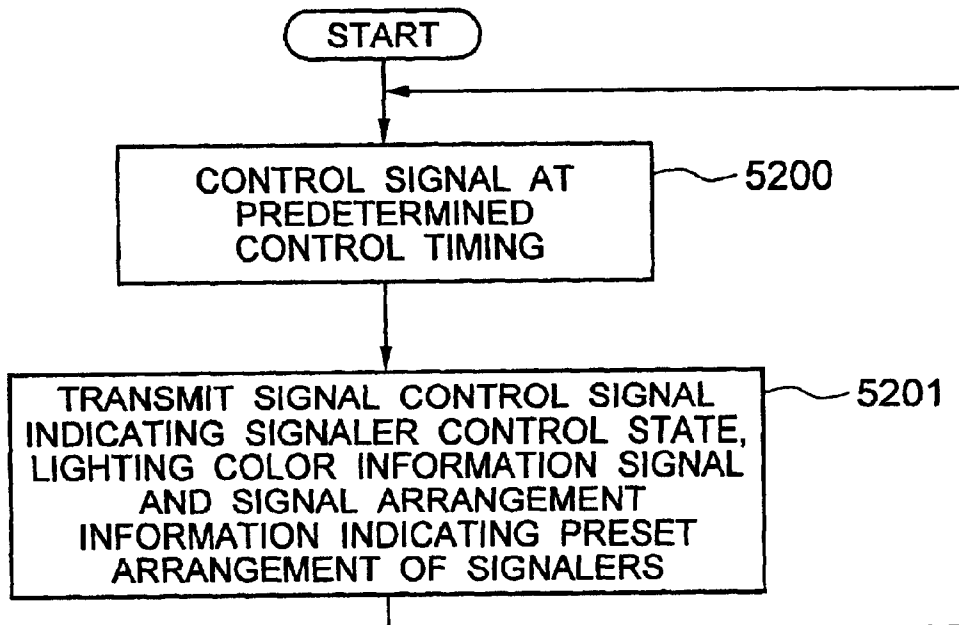 START
CONTROL SIGNAL AT
PREDETERMINED
CONTROL TIMING
5200
TRANSMIT SIGNAL CONTROL SIGNAL
INDICATING SIGNALER CONTROL STATE,
LIGHTING COLOR INFORMATION SIGNAL
AND SIGNAL ARRANGEMENT
INFORMATION INDICATING PRESET
ARRANGEMENT OF SIGNALERS
5201